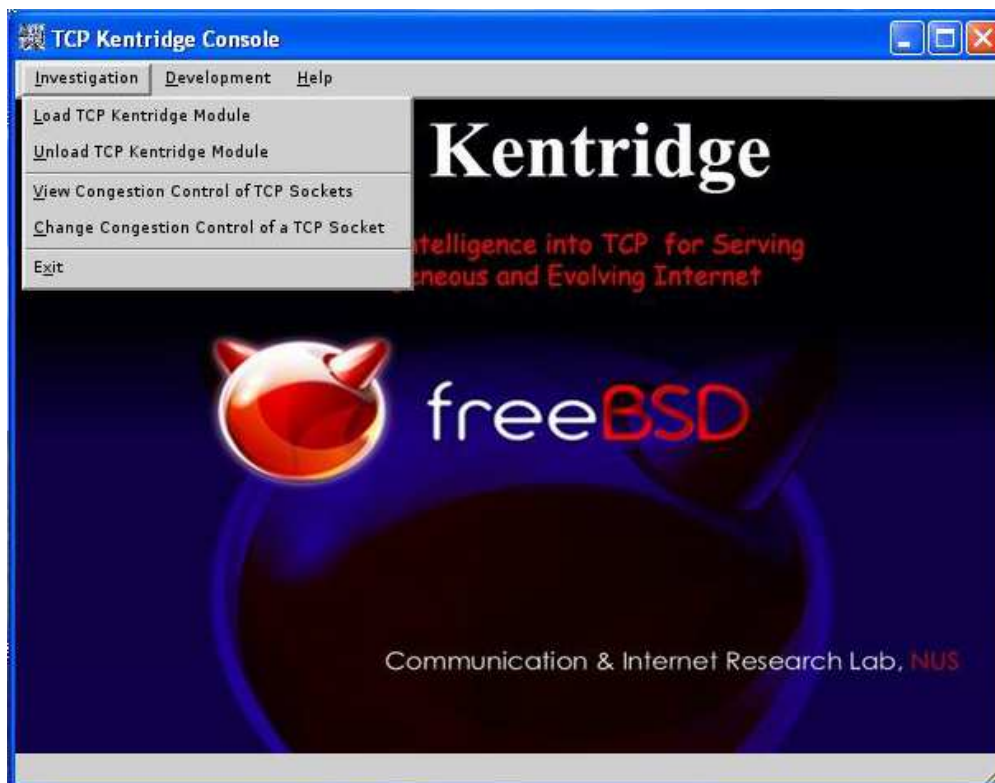 TCP Kentridge Console
Investigation Development Help
Load TCP Kentridge Module
Unload TCP Kentridge Module
View Congestion Control of TCP Sockets
Change Congestion Control of a TCP Socket
Exit
Kentridge
into TCP for Serving
and Evolving Internet
freeBSD
Communication & Internet Research Lab, NUS